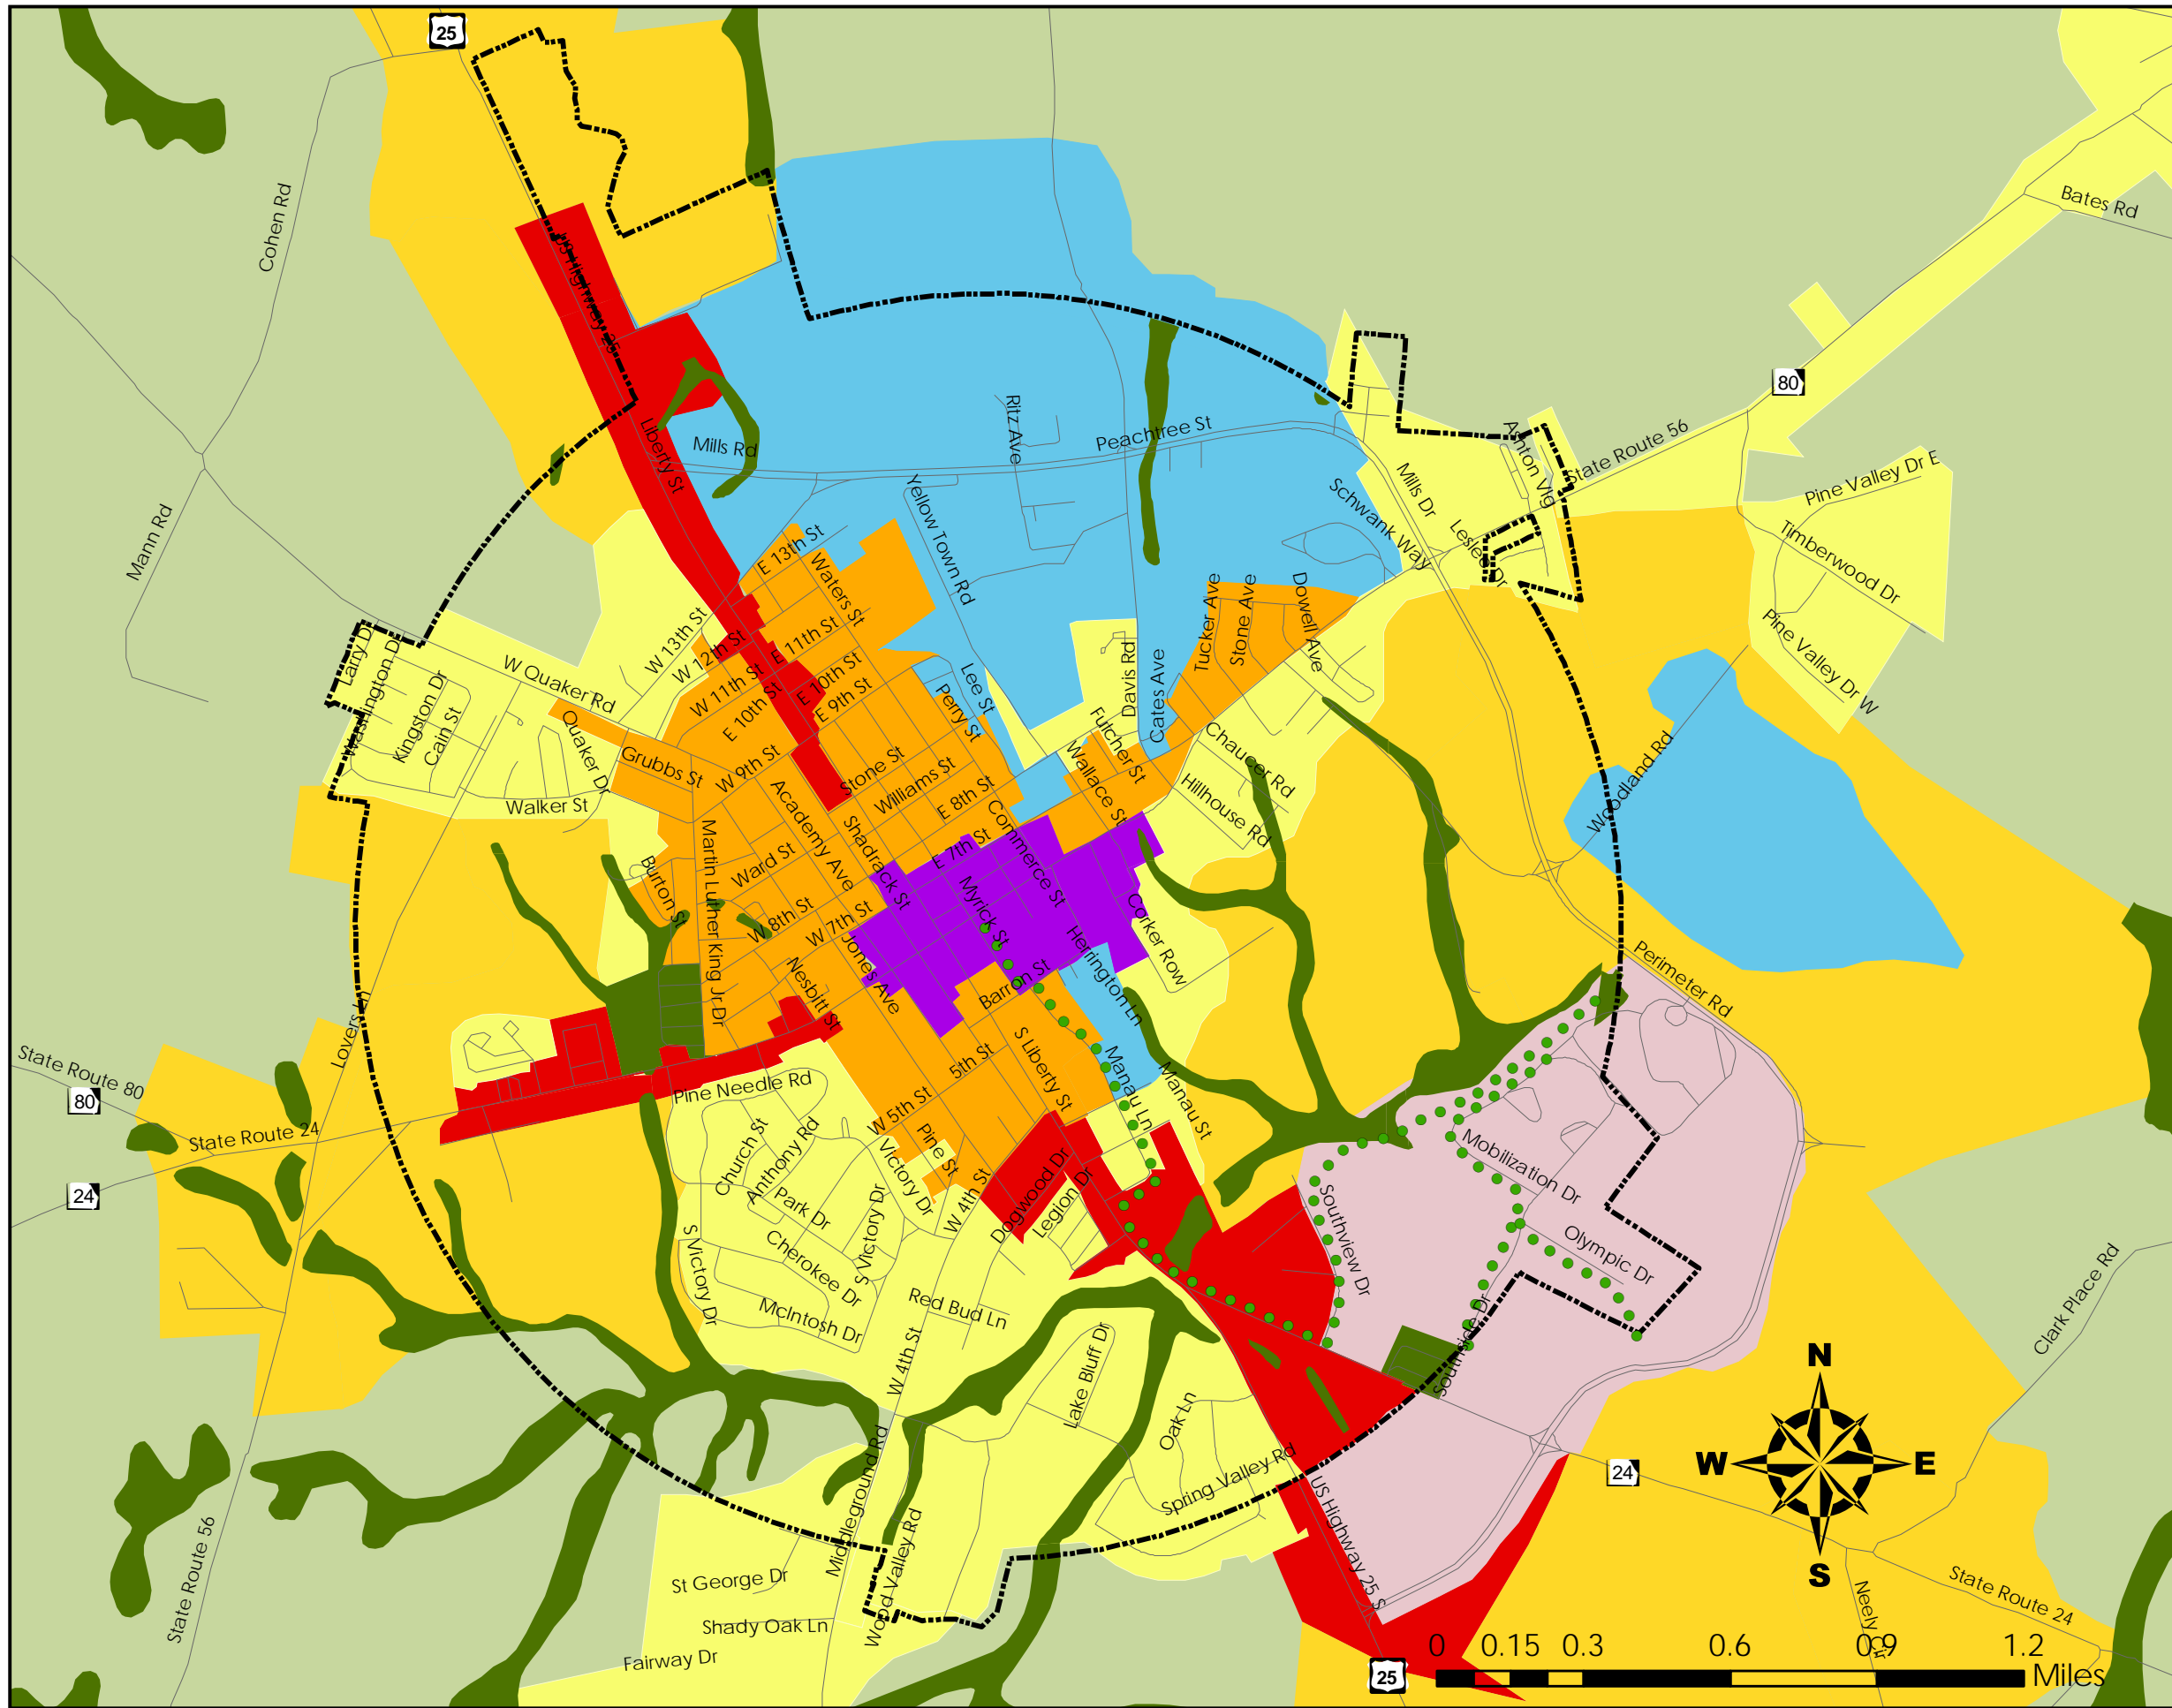 25
Cohen Rd
Bates Rd
US Highway 25
80
Liberty St
Mills Rd
Ritz Ave
Peachtree St
Ashton Vlg
State Route 56
Pine Valley Dr E
Mann Rd
Yellow Town Rd
Schwank Way
Mills Dr
Leslee Dr
Timberwood Dr
E 13th St
Waters St
Tucker Ave
Stone Ave
Dowell Ave
Larry Dr
Washington Dr
Kingston Dr
Cain St
W Quaker Rd
W 13th St
W 12th St
E 11th St
W 11th St
E 10th St
E 10th St
E 9th St
Lee St
Perry St
Davis Rd
Cates Ave
Pine Valley Dr W
Quaker Dr
Grubbs St
W 9th St
Stone St
Williams St
E 8th St
Futcher St
Wallace St
Chaucer Rd
Hillhouse Rd
Woodland Rd
Walker St
Academy Ave
Shadrack St
Commerce St
E 7th St
Burton St
Martin Luther King Jr Dr
Ward St
W 8th St
W 7th St
Myrick St
Herrington Ln
Corker Row
Perimeter Rd
Lovers Ln
Nesbitt St
Jones Ave
Barron St
State Route 80
80
State Route 24
24
Pine Needle Rd
5th St
W 5th St
S Liberty St
Manau Ln
Manau St
Church St
Anthony Rd
Park Dr
Victory Dr
Pine St
W 4th St
Dogwood Dr
Legion Dr
Mobilization Dr
Southview Dr
Olympic Dr
S Victory Dr
Cherokee Dr
S Victory Dr
McIntosh Dr
Red Bud Ln
W 4th St
Lake Bluff Dr
Oak Ln
Southside Dr
Clark Place Rd
N
W
E
S
24
Spring Valley Rd
US Highway 25 S
Middleground Rd
Wood Valley Rd
State Route 56
St George Dr
Shady Oak Ln
Fairway Dr
State Route 24
Neely Cir
25
0 0.15 0.3 0.6 0.9 1.2
Miles